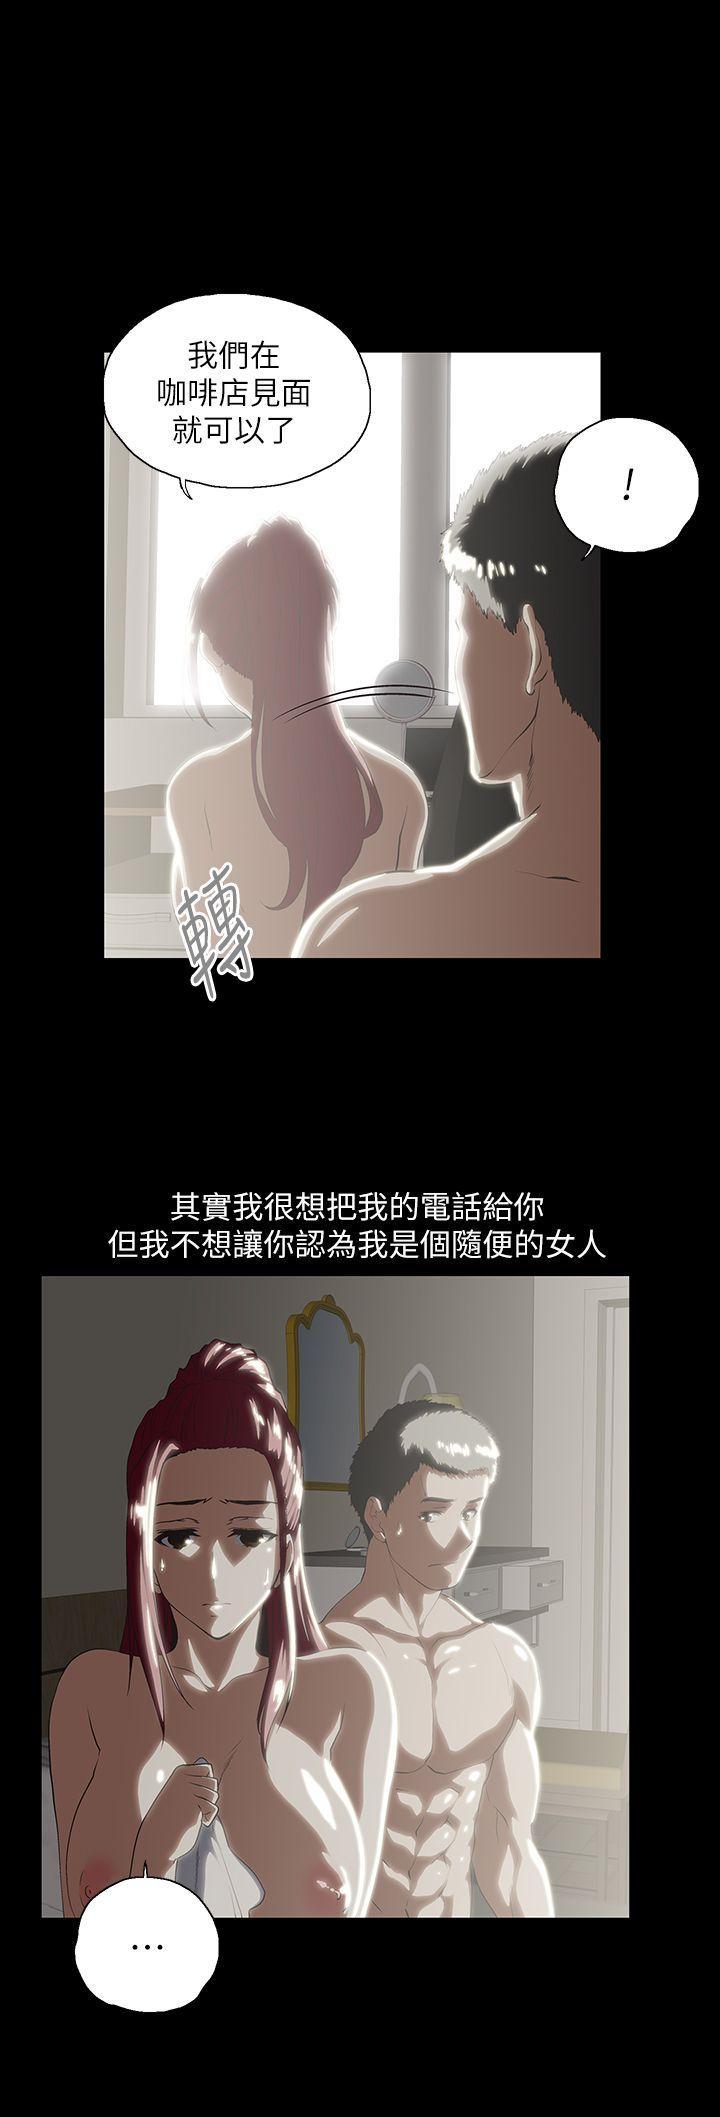 我們在
咖啡店見面
就可以了
!
轉
其實我很想把我的電話給你
但我不想讓你認為我是個隨便的女人
...